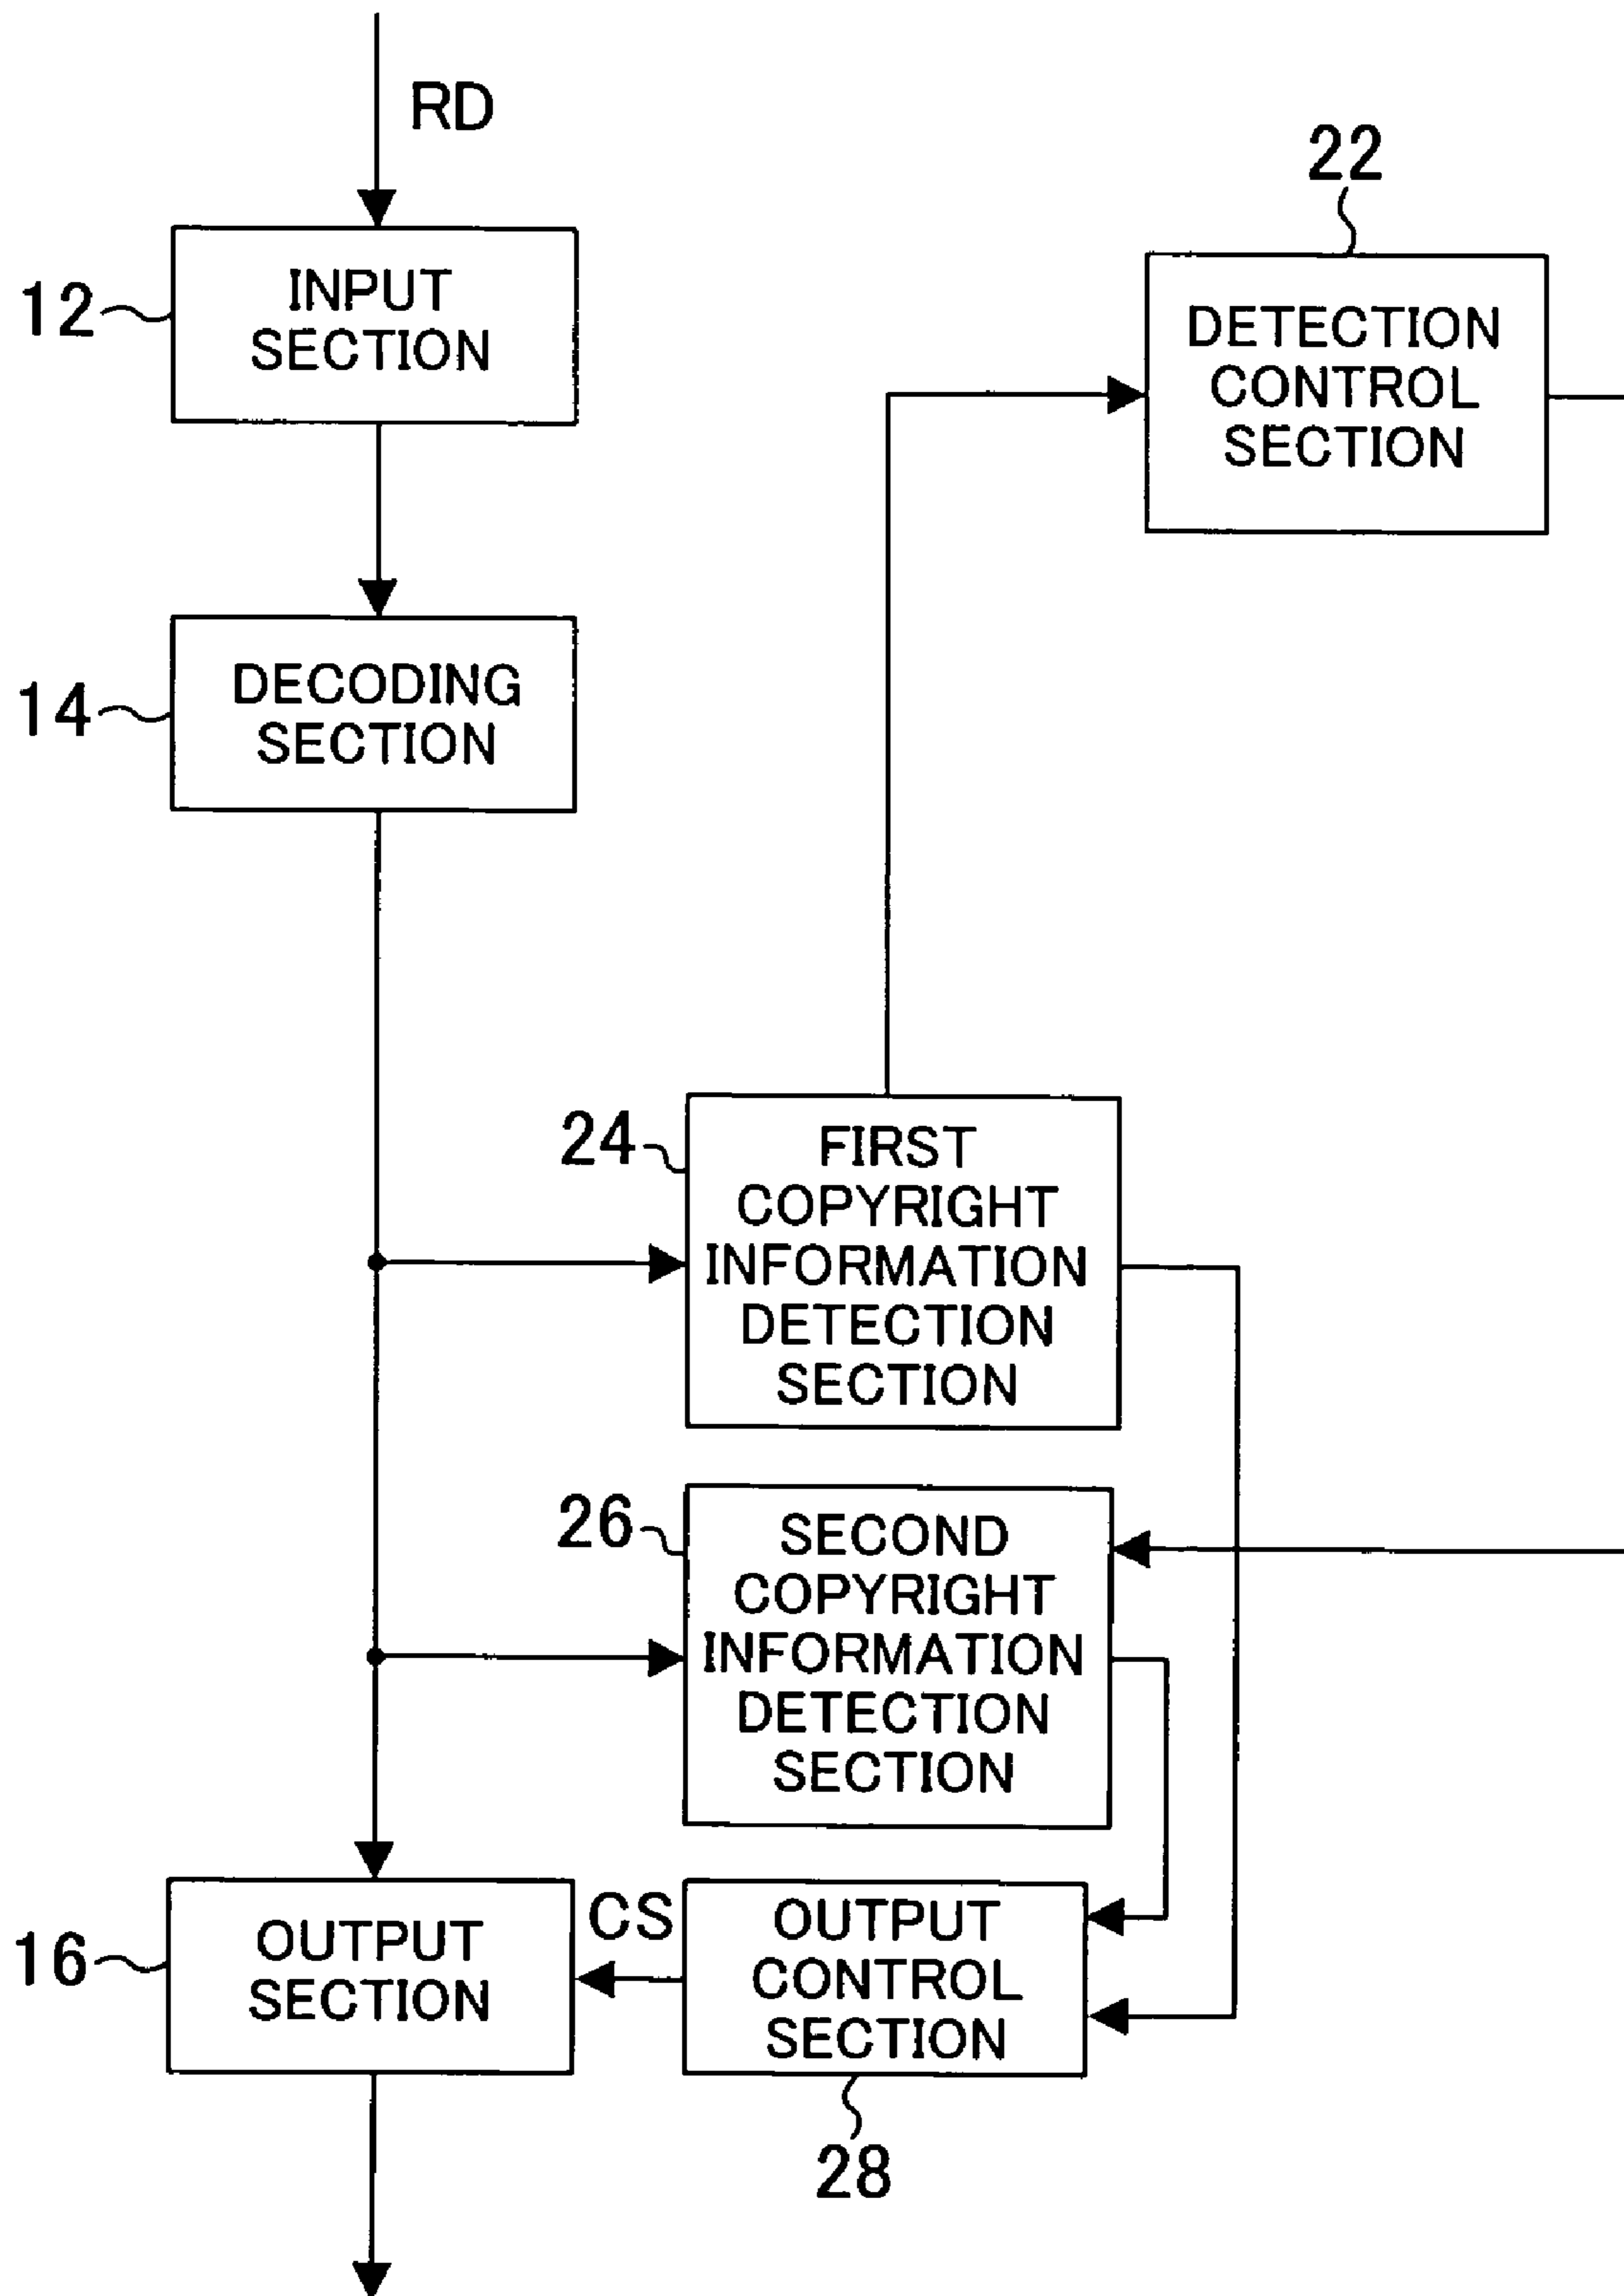 RD
22
12
INPUT
SECTION
DETECTION
CONTROL
SECTION
14
DECODING
SECTION
24
FIRST
COPYRIGHT
INFORMATION
DETECTION
SECTION
26
SECOND
COPYRIGHT
INFORMATION
DETECTION
SECTION
16
OUTPUT
SECTION
CS
OUTPUT
CONTROL
SECTION
28